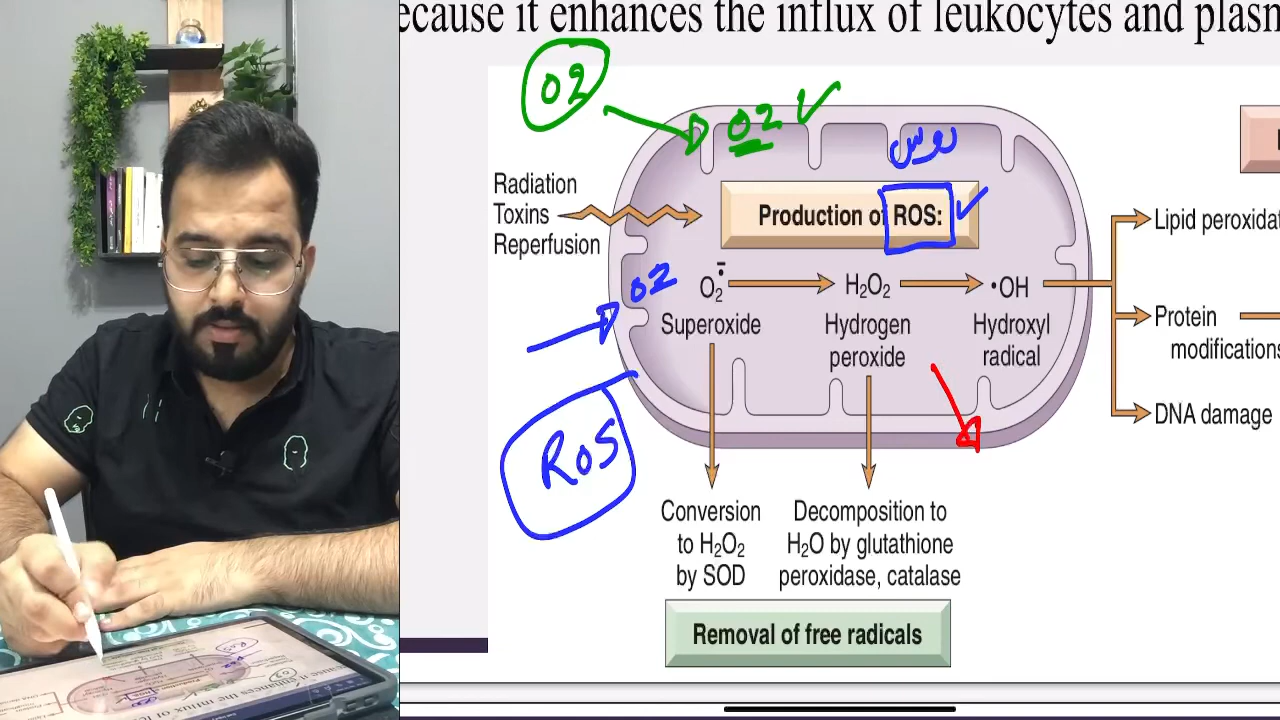 ecause it enhances the influx of leukocytes and plasm
O2
O2
روس
Radiation
Toxins
Reperfusion
Production of ROS:
O2
O₂⁻ H₂O₂ •OH
Superoxide Hydrogen peroxide Hydroxyl radical
Lipid peroxida
Protein
modifications
DNA damage
ROS
Conversion
to H₂O₂
by SOD
Decomposition to
H₂O by glutathione
peroxidase, catalase
Removal of free radicals